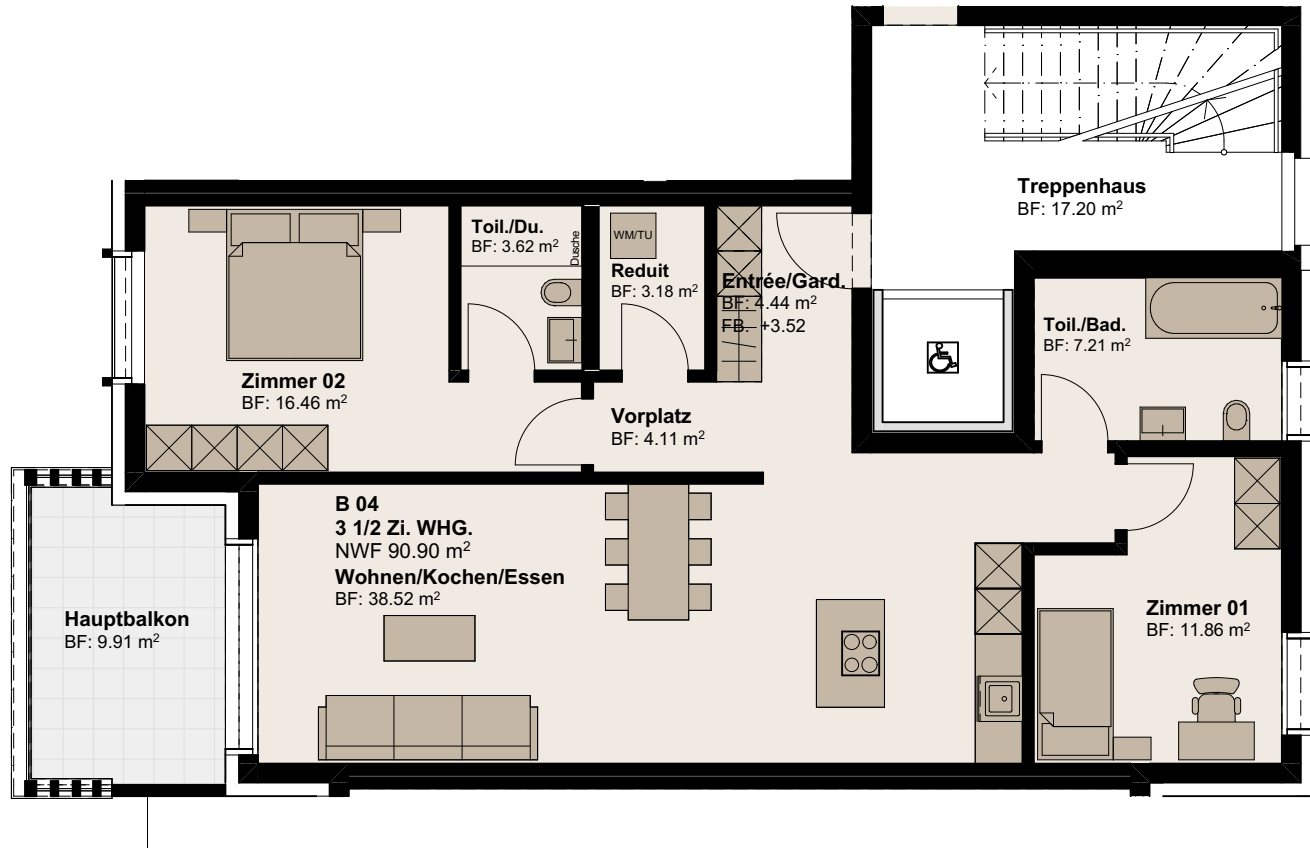 Treppenhaus
BF: 17.20 m²
Toil./Du.
BF: 3.62 m²
Dusche
WM/TU
Reduit
BF: 3.18 m²
Entrée/Gard.
BF: 4.44 m²
FB. +3.52
Toil./Bad.
BF: 7.21 m²
Zimmer 02
BF: 16.46 m²
Vorplatz
BF: 4.11 m²
B 04
3 1/2 Zi. WHG.
NWF 90.90 m²
Wohnen/Kochen/Essen
BF: 38.52 m²
Hauptbalkon
BF: 9.91 m²
Zimmer 01
BF: 11.86 m²